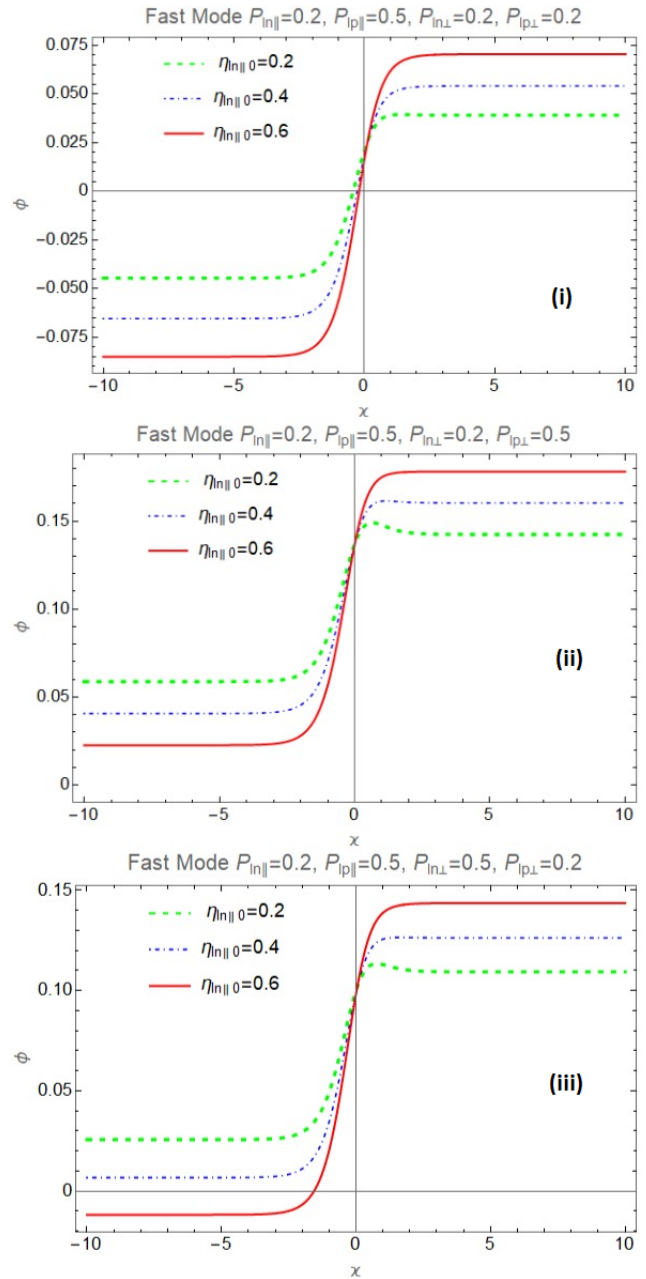 Fast Mode P_{ln∥}=0.2, P_{lp∥}=0.5, P_{ln⊥}=0.2, P_{lp⊥}=0.2
0.075
η_{ln∥0}=0.2
0.050
η_{ln∥0}=0.4
η_{ln∥0}=0.6
0.025
ϕ
0
−0.025
−0.050
(i)
−0.075
−10 −5 0 5 10
χ
Fast Mode P_{ln∥}=0.2, P_{lp∥}=0.5, P_{ln⊥}=0.2, P_{lp⊥}=0.5
η_{ln∥0}=0.2
η_{ln∥0}=0.4
0.15
η_{ln∥0}=0.6
0.10
ϕ
(ii)
0.05
0
−10 −5 0 5 10
χ
Fast Mode P_{ln∥}=0.2, P_{lp∥}=0.5, P_{ln⊥}=0.5, P_{lp⊥}=0.2
0.15
η_{ln∥0}=0.2
η_{ln∥0}=0.4
η_{ln∥0}=0.6
0.10
ϕ
0.05
(iii)
0
−10 −5 0 5 10
χ